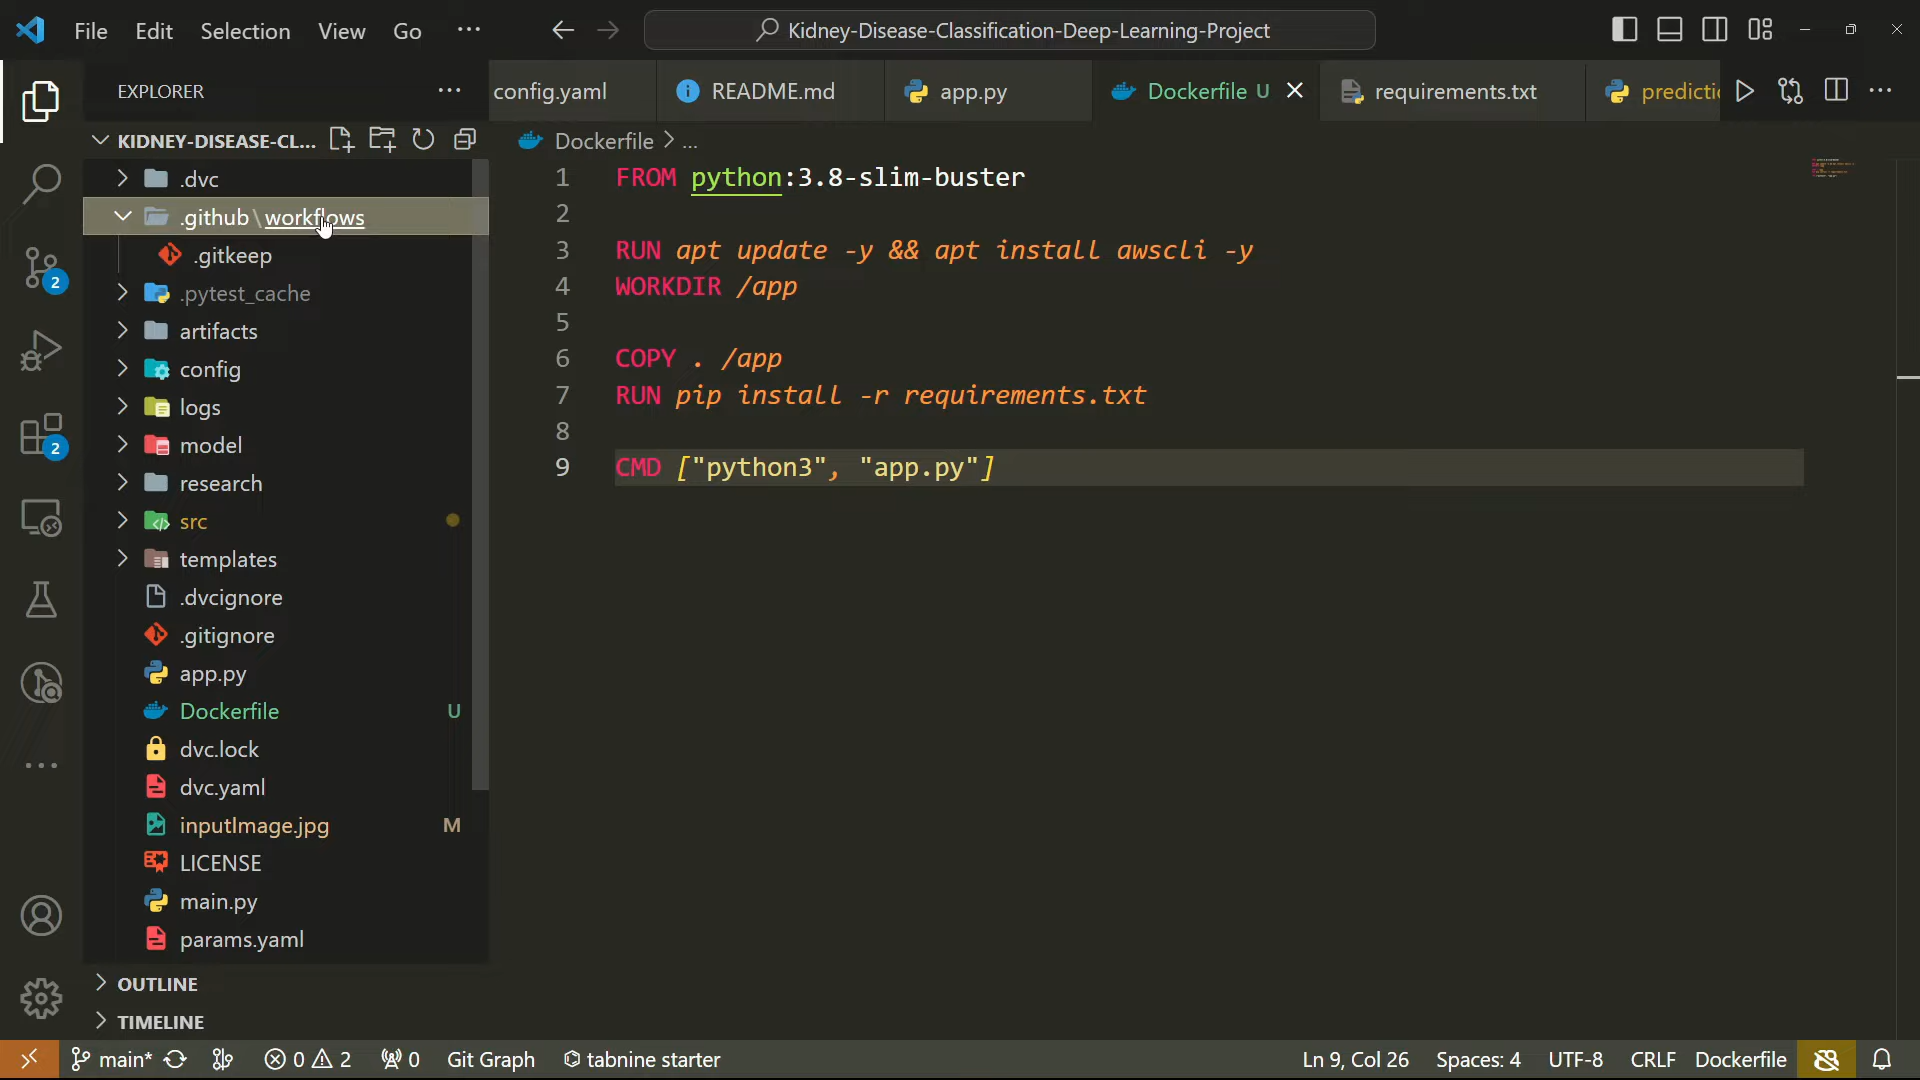 File Edit Selection View Go ... Kidney-Disease-Classification-Deep-Learning-Project
EXPLORER ...
config.yaml README.md app.py Dockerfile U requirements.txt predictic
KIDNEY-DISEASE-CL...
Dockerfile > ...
.dvc
.github\workflows
.gitkeep
.pytest_cache
artifacts
config
logs
model
research
src
templates
.dvcignore
.gitignore
app.py
Dockerfile U
dvc.lock
dvc.yaml
inputImage.jpg M
LICENSE
main.py
params.yaml
OUTLINE
TIMELINE
2
2
1 FROM python:3.8-slim-buster
2
3 RUN apt update -y && apt install awscli -y
4 WORKDIR /app
5
6 COPY . /app
7 RUN pip install -r requirements.txt
8
9 CMD ["python3", "app.py"]
main* 0 2 0 Git Graph tabnine starter Ln 9, Col 26 Spaces: 4 UTF-8 CRLF Dockerfile